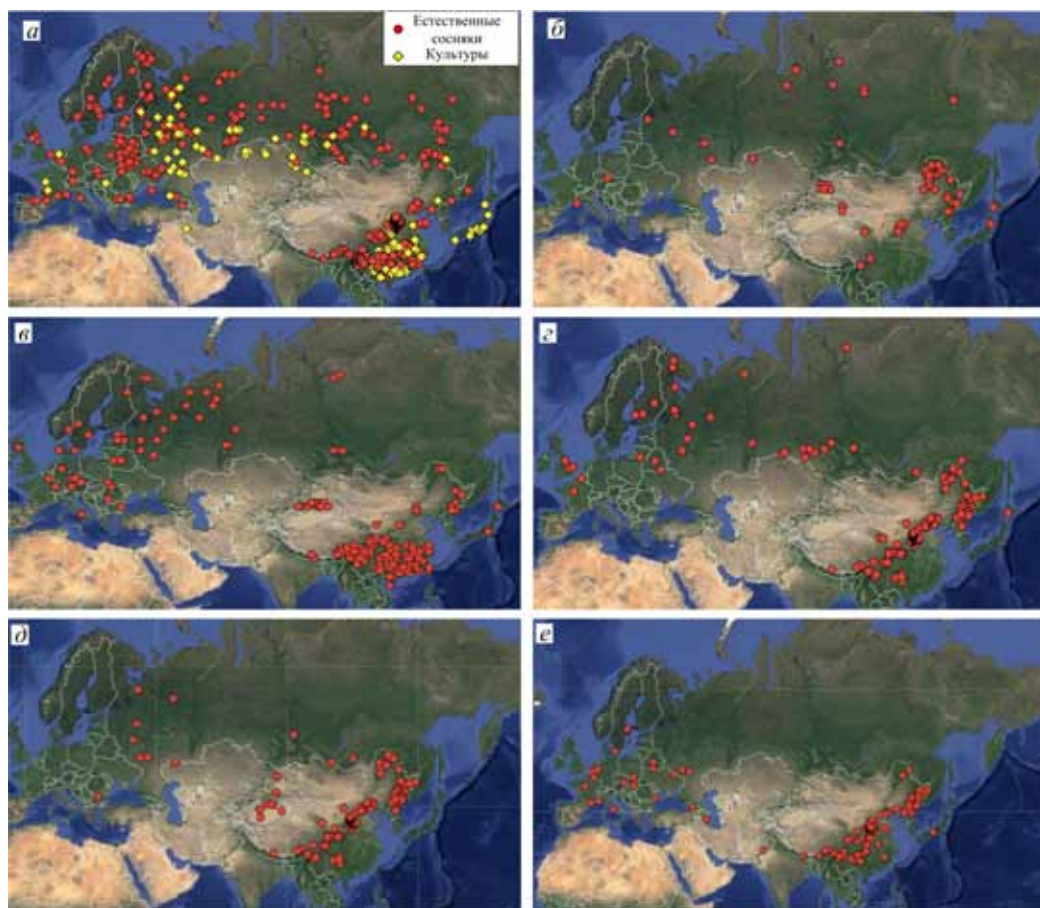 а
Естественные
сосняки
Культуры
б
в
г
д
е